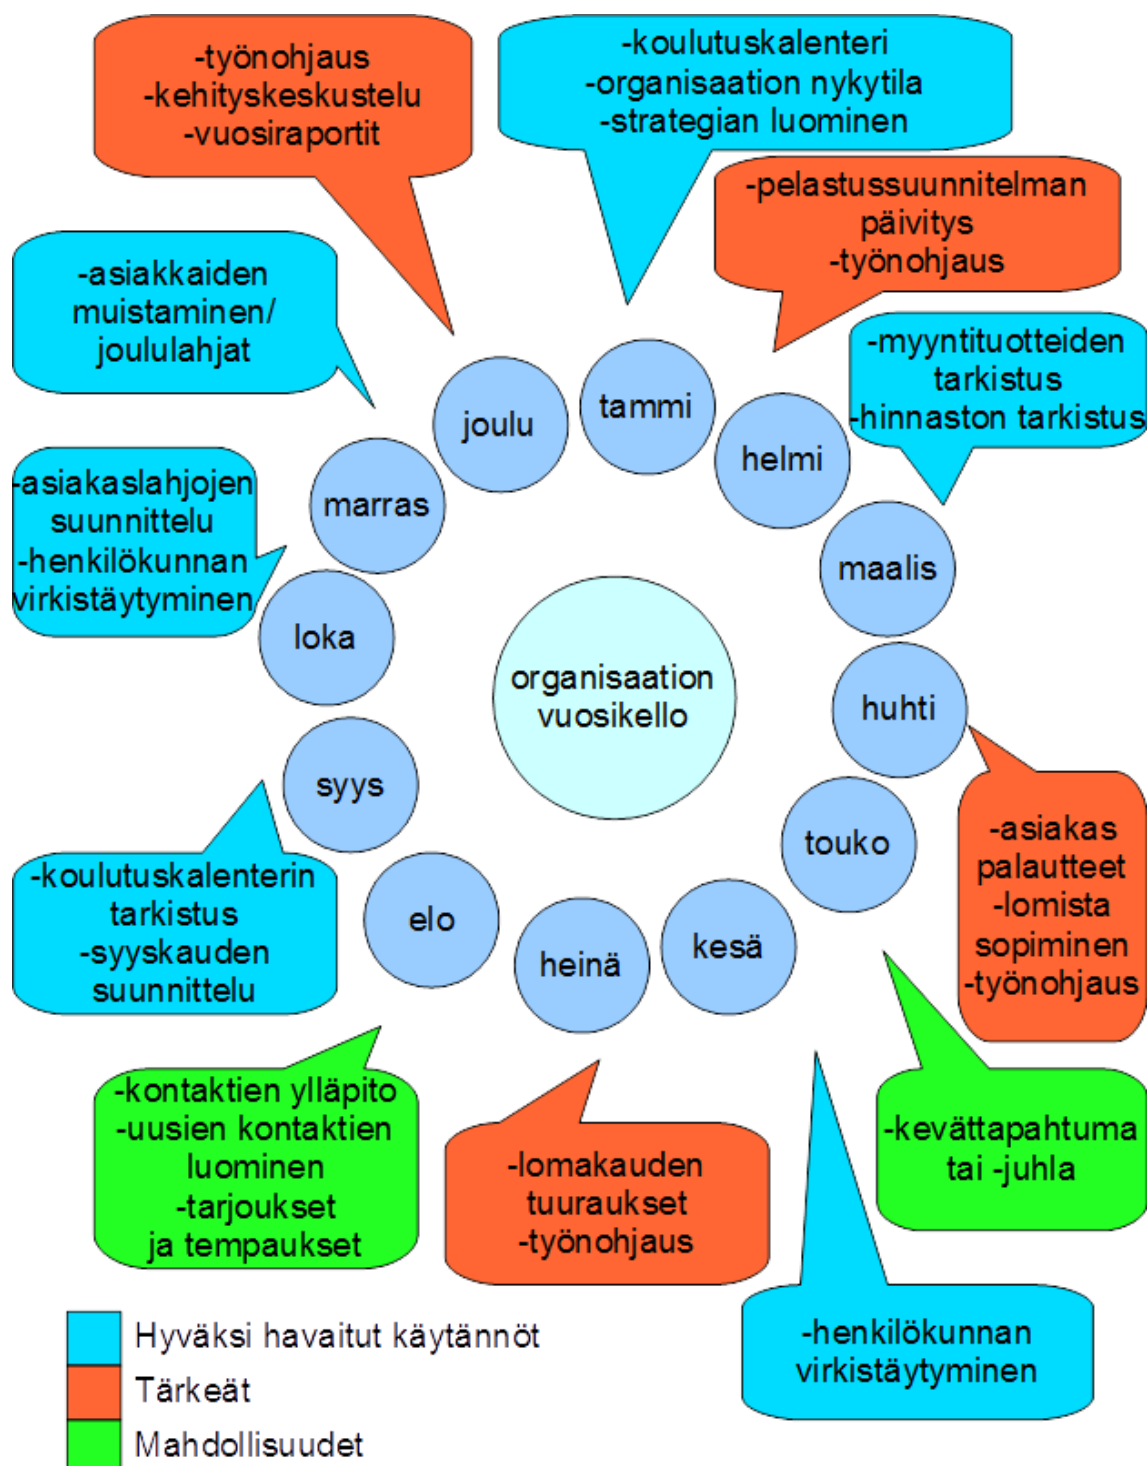 -työnohjaus
-kehityskeskustelu
-vuosiraportit
-koulutuskalenteri
-organisaation nykytila
-strategian luominen
-pelastussuunnitelman
päivitys
-työnohjaus
-asiakkaiden
muistaminen/
joululahjat
-myyntituotteiden
tarkistus
-hinnaston tarkistus
joulu
tammi
helmi
marras
maalis
-asiakaslahjojen
suunnittelu
-henkilökunnan
virkistäytyminen
loka
organisaation
vuosikello
huhti
syys
touko
-asiakas
palautteet
-lomista
sopiminen
-työnohjaus
-koulutuskalenterin
tarkistus
-syyskauden
suunnittelu
elo
heinä
kesä
-kontaktien ylläpito
-uusien kontaktien
luominen
-tarjoukset
ja tempaukset
-lomakauden
tuuraukset
-työnohjaus
-kevättapahtuma
tai -juhla
-henkilökunnan
virkistäytyminen
Hyväksi havaitut käytännöt
Tärkeät
Mahdollisuudet